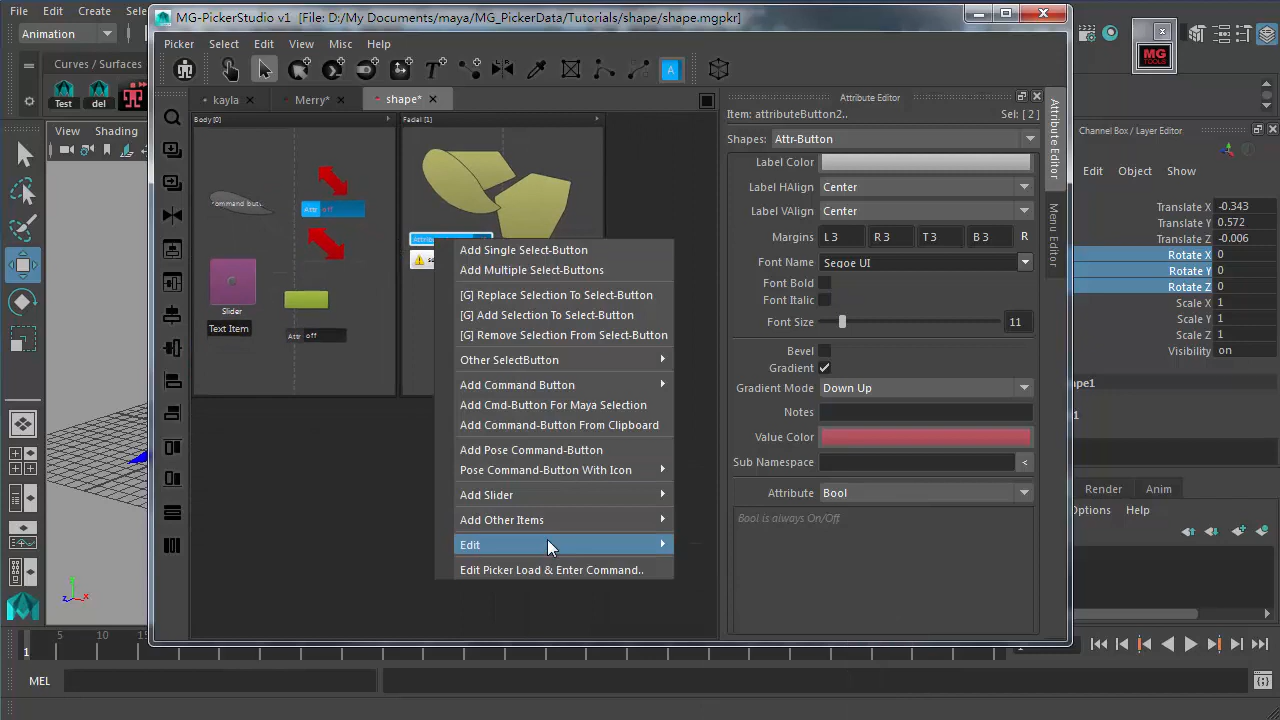 File Edit Create Select
MG-PickerStudio v1 [File: D:/My Documents/maya/MG_PickerData/Tutorials/shape/shape.mgpkr]
MG
TOOLS
Animation
Picker Select Edit View Misc Help
Curves / Surfaces
Test del
A
kayla Merry* shape*
View Shading
Body [0] Facial [1]
command butt
Attr off
Slider
Text Item
Attr off
Add Single Select-Button
Add Multiple Select-Buttons
[G] Replace Selection To Select-Button
[G] Add Selection To Select-Button
[G] Remove Selection From Select-Button
Other SelectButton
Add Command Button
Add Cmd-Button For Maya Selection
Add Command-Button From Clipboard
Add Pose Command-Button
Pose Command-Button With Icon
Add Slider
Add Other Items
Edit
Edit Picker Load & Enter Command..
Attribute Editor
Item: attributeButton2.. Sel: [ 2 ]
Shapes: Attr-Button
Label Color
Label HAlign Center
Label VAlign Center
Margins L 3 R 3 T 3 B 3 R
Font Name Segoe UI
Font Bold
Font Italic
Font Size 11
Bevel
Gradient
Gradient Mode Down Up
Notes
Value Color
Sub Namespace <
Attribute Bool
Bool is always On/Off
Attribute Editor
Menu Editor
Channel Box / Layer Editor
Edit Object Show
Translate X -0.343
Translate Y 0.572
Translate Z -0.006
Rotate X 0
Rotate Y 0
Rotate Z 0
Scale X 1
Scale Y 1
Scale Z 1
Visibility on
ape1
Render Anim
Options Help
y
z x
1 5 10 15
MEL